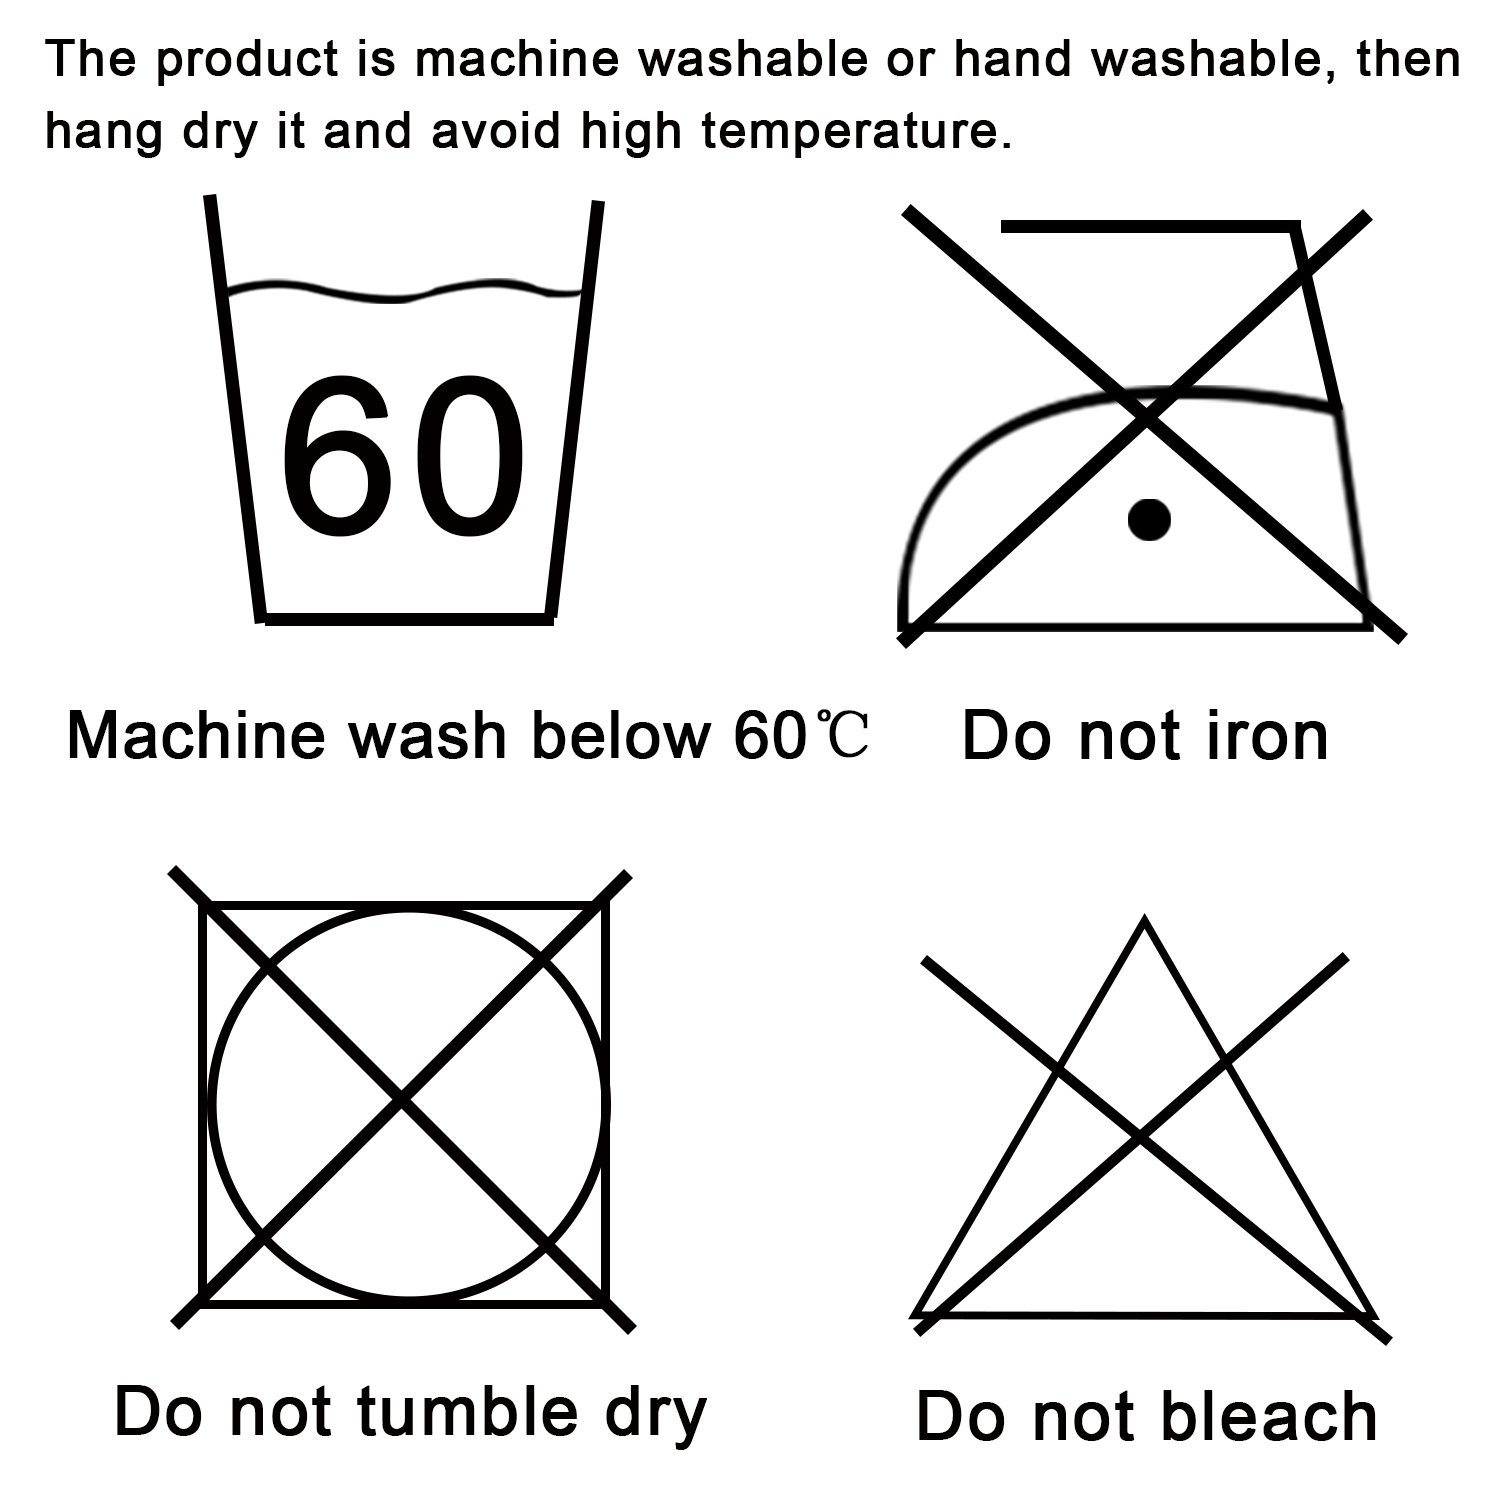 The product is machine washable or hand washable, then
hang dry it and avoid high temperature.
60
Machine wash below 60℃
Do not iron
Do not tumble dry
Do not bleach